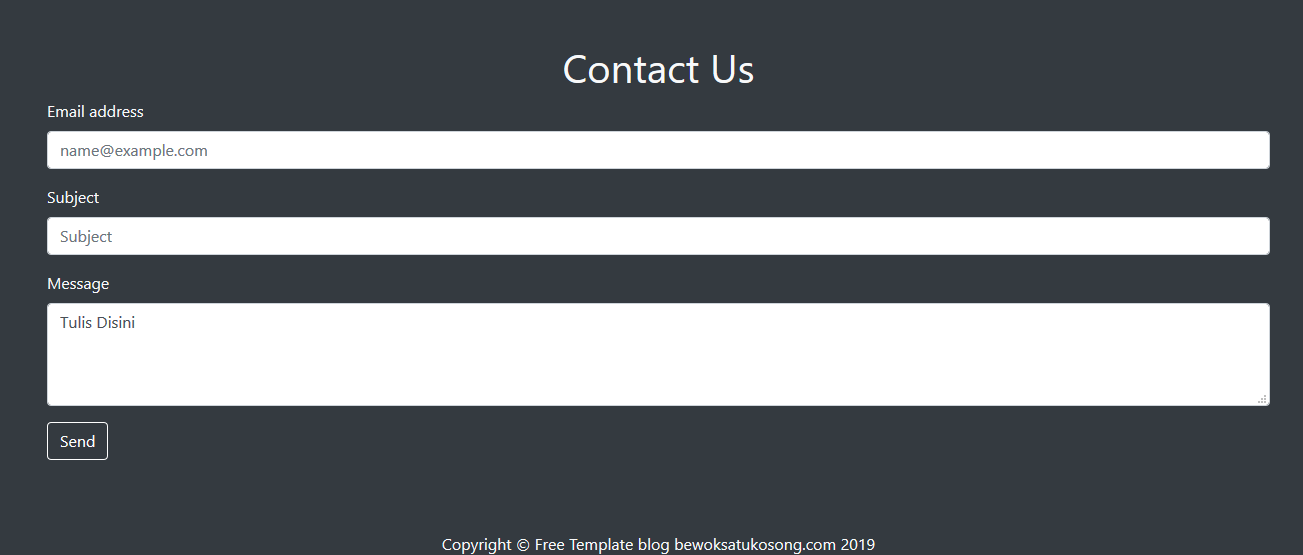 Contact Us
Email address
name@example.com
Subject
Subject
Message
Tulis Disini
Send
Copyright © Free Template blog bewoksatukosong.com 2019